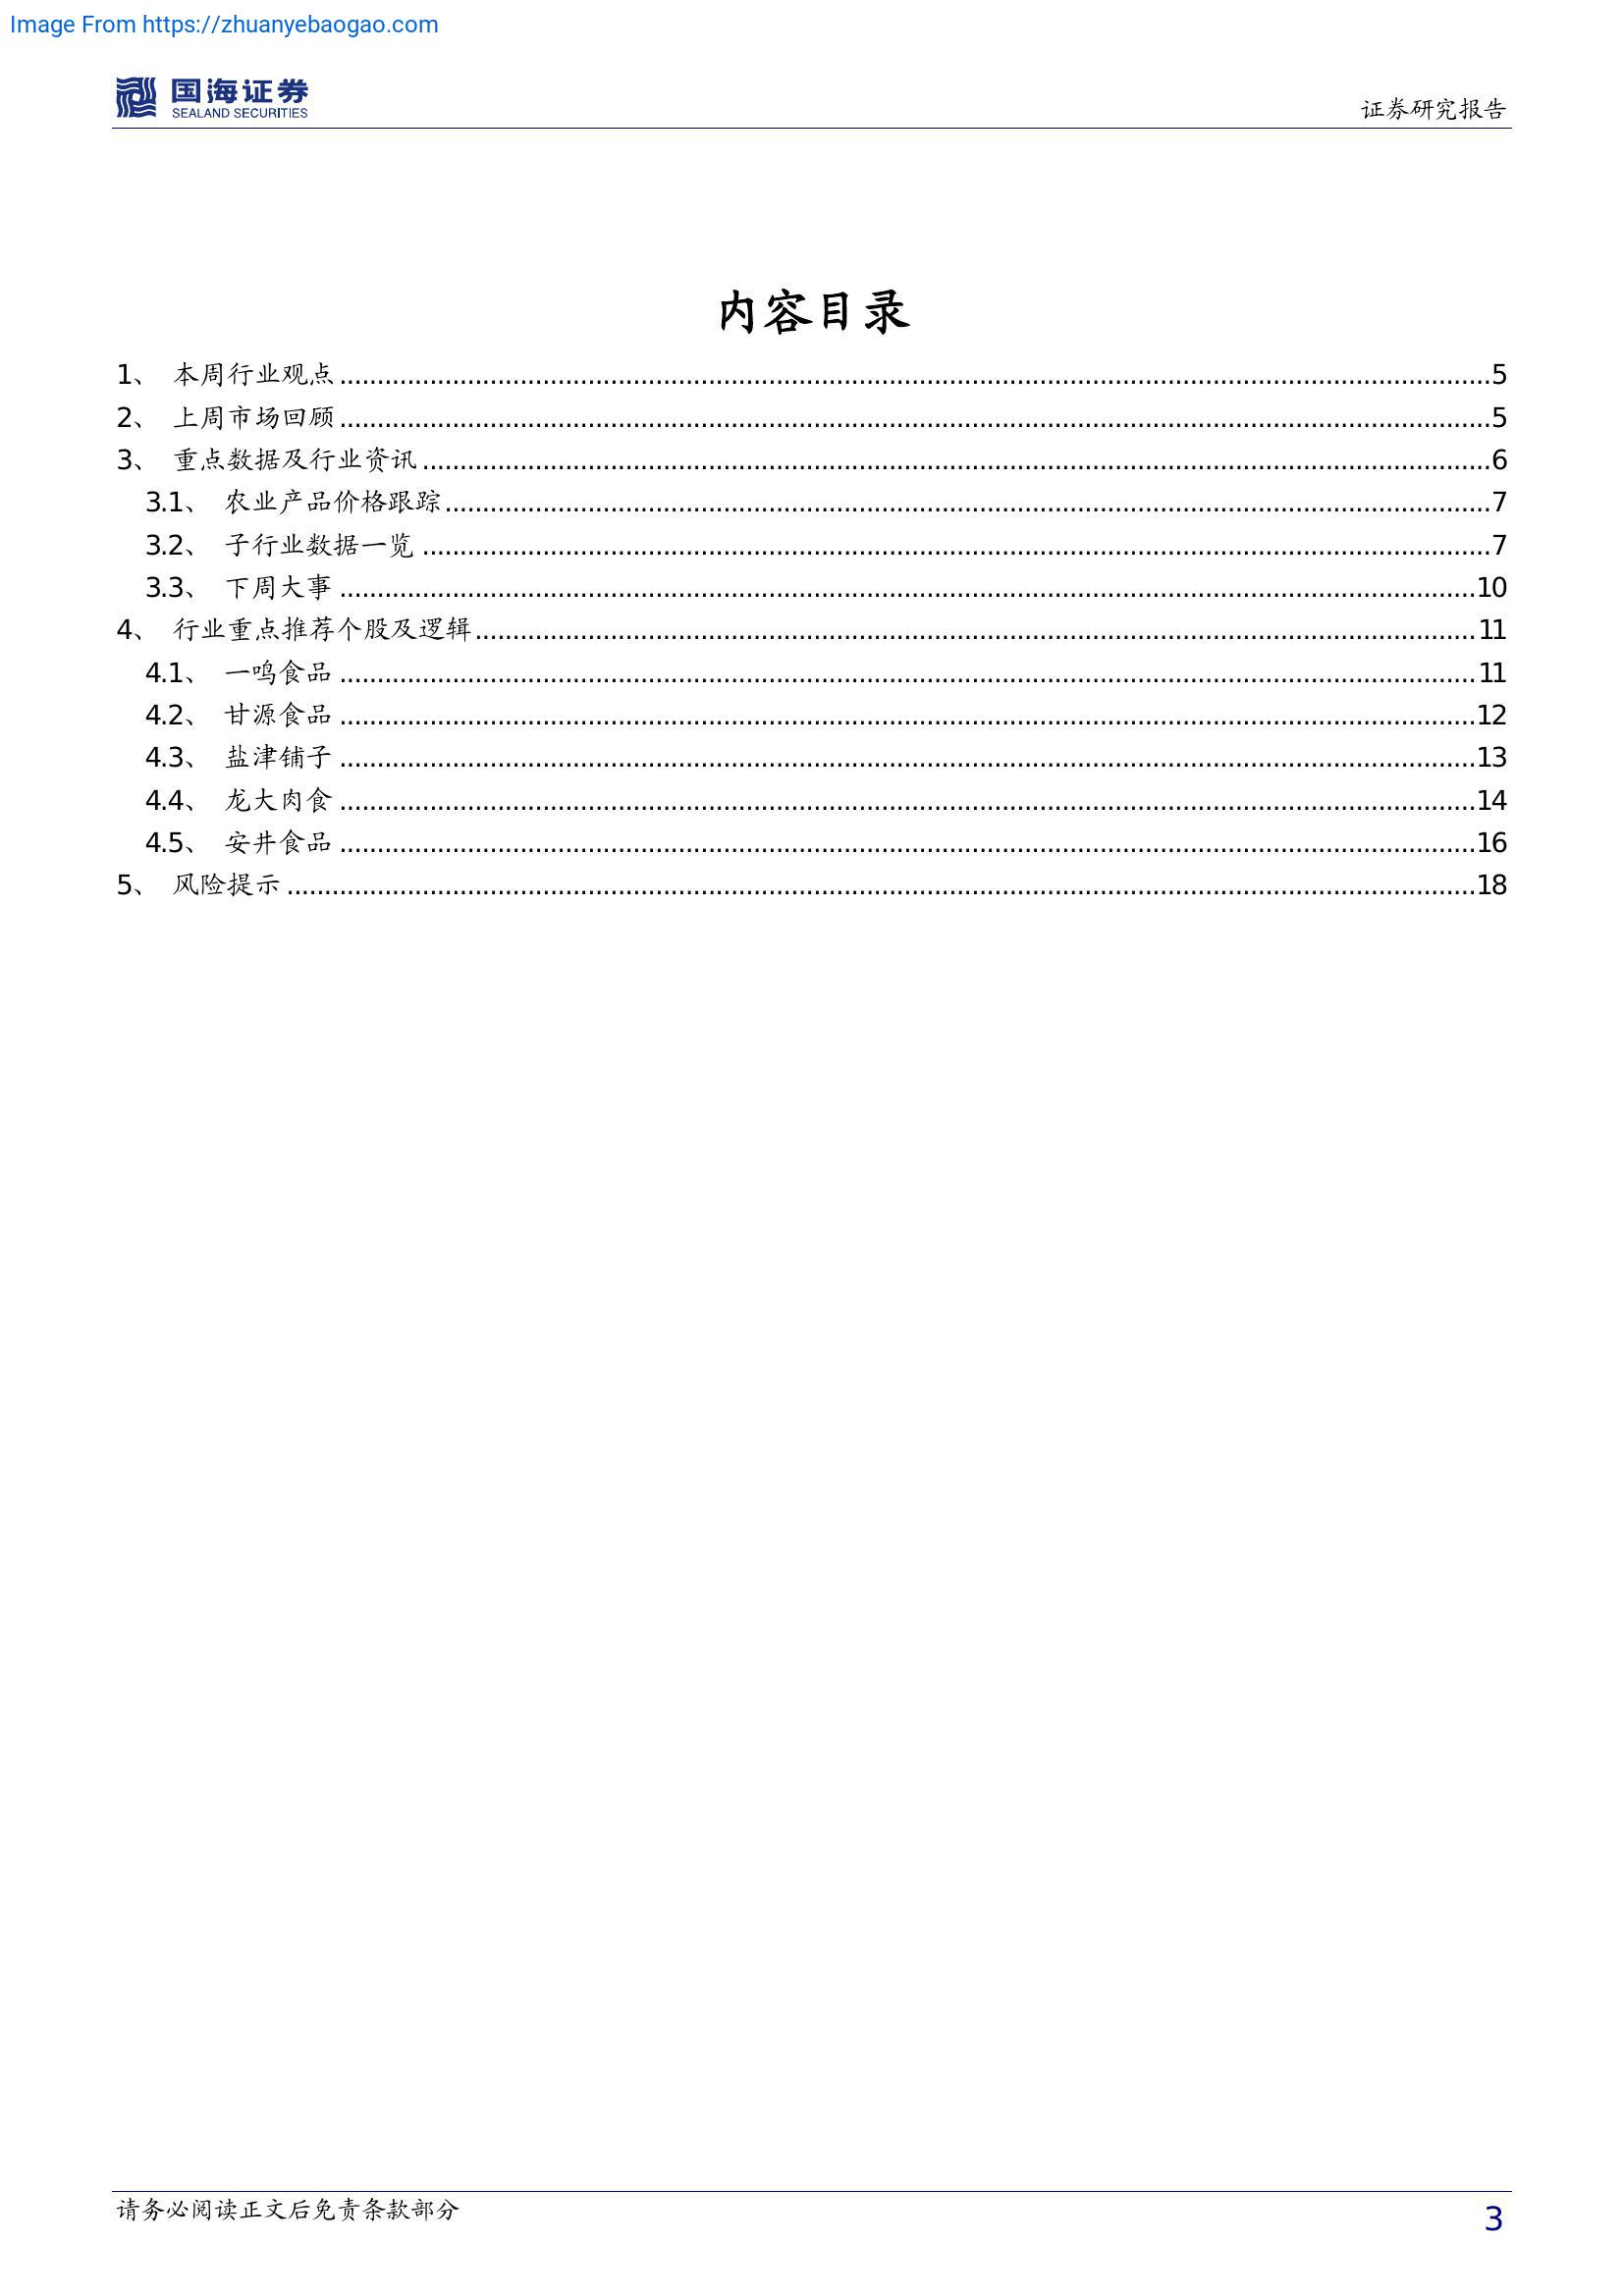 Image From https://zhuanyebaogao.com
国海证券
SEALAND SECURITIES
证券研究报告
内容目录
1、 本周行业观点........................................................5
2、 上周市场回顾........................................................5
3、 重点数据及行业资讯........................................................6
3.1、 农业产品价格跟踪........................................................7
3.2、 子行业数据一览........................................................7
3.3、 下周大事........................................................10
4、 行业重点推荐个股及逻辑........................................................11
4.1、 一鸣食品........................................................11
4.2、 甘源食品........................................................12
4.3、 盐津铺子........................................................13
4.4、 龙大肉食........................................................14
4.5、 安井食品........................................................16
5、 风险提示........................................................18
请务必阅读正文后免责条款部分
3